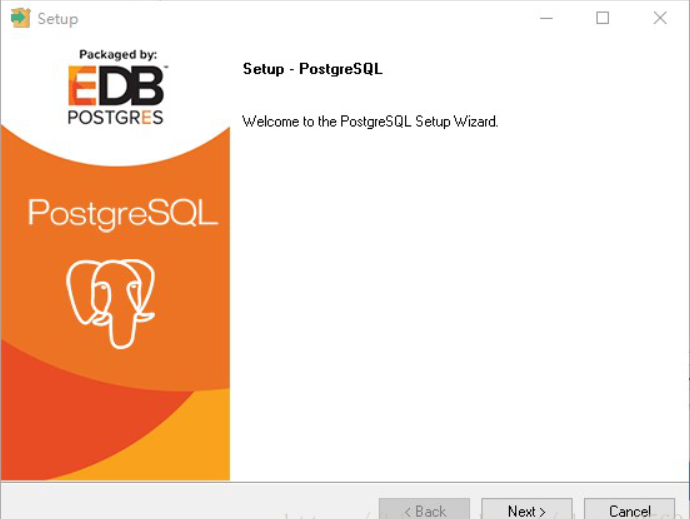 Setup
Packaged by:
EDB
POSTGRES
Setup - PostgreSQL
Welcome to the PostgreSQL Setup Wizard.
PostgreSQL
< Back
Next >
Cancel